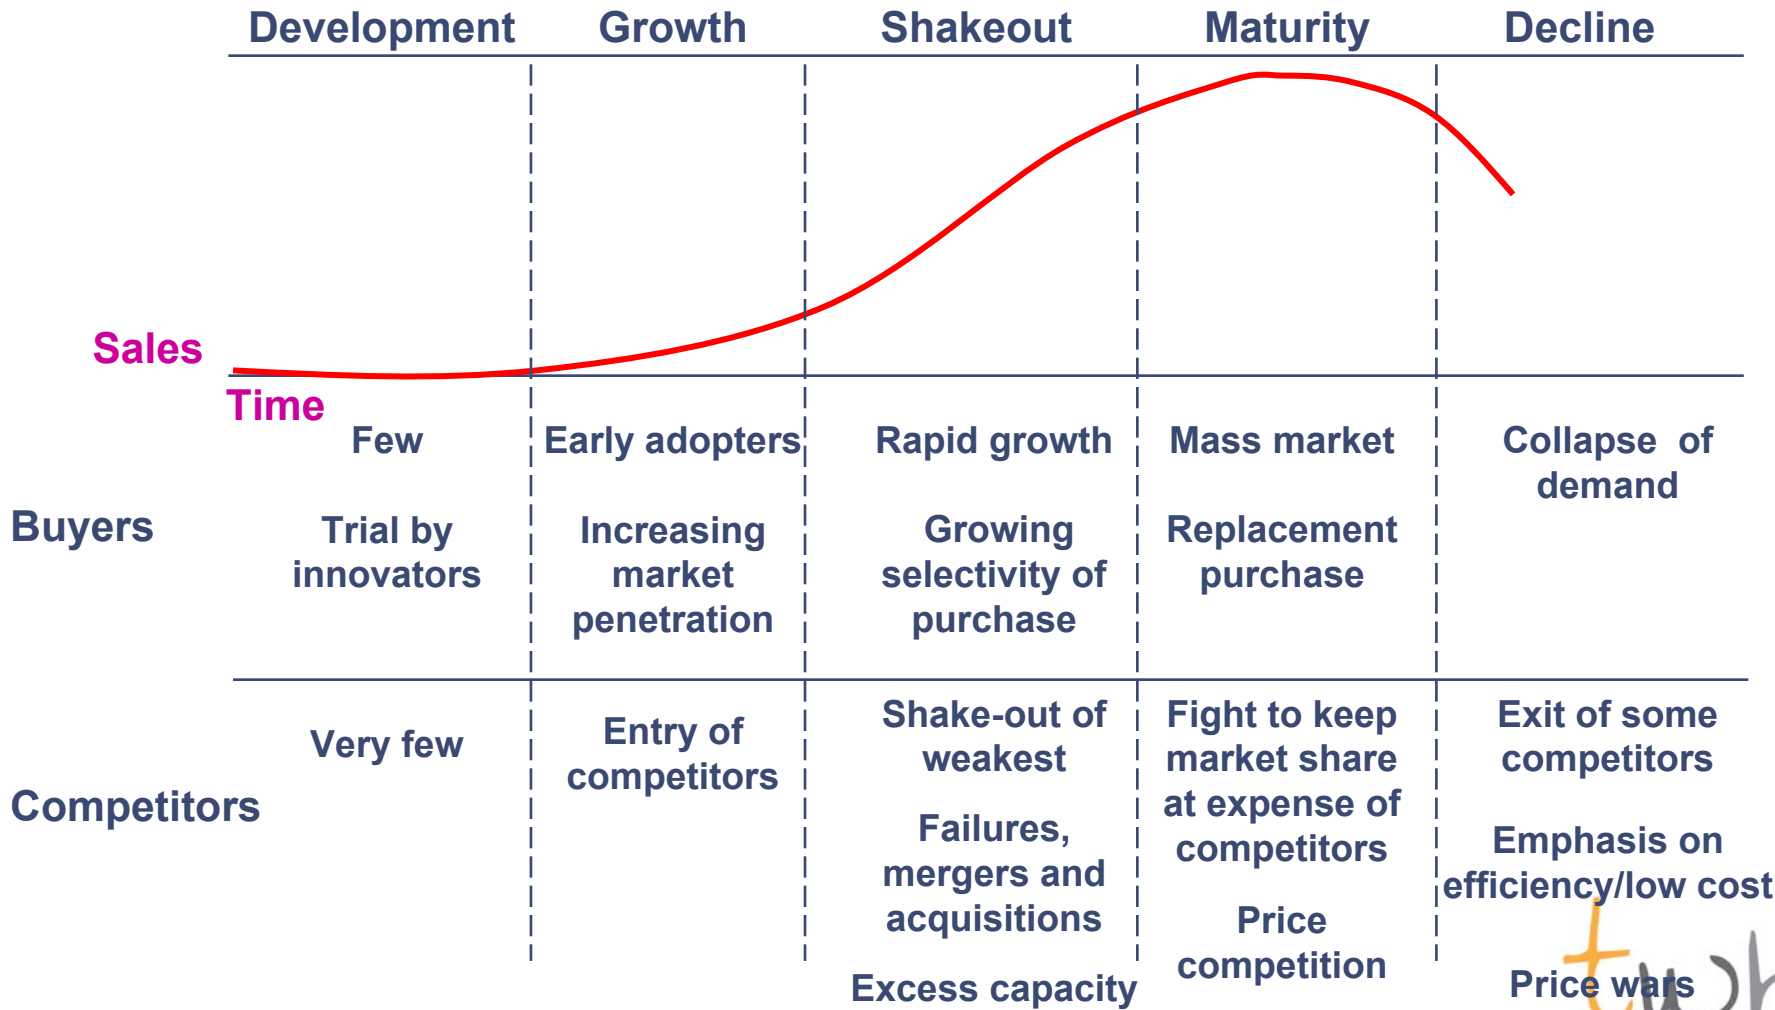 Development
Growth
Shakeout
Maturity
Decline
Sales
Time
Buyers
Few
Trial by
innovators
Early adopters
Increasing
market
penetration
Rapid growth
Growing
selectivity of
purchase
Mass market
Replacement
purchase
Collapse of
demand
Competitors
Very few
Entry of
competitors
Shake-out of
weakest
Failures,
mergers and
acquisitions
Excess capacity
Fight to keep
market share
at expense of
competitors
Price
competition
Exit of some
competitors
Emphasis on
efficiency/low cost
Price wars